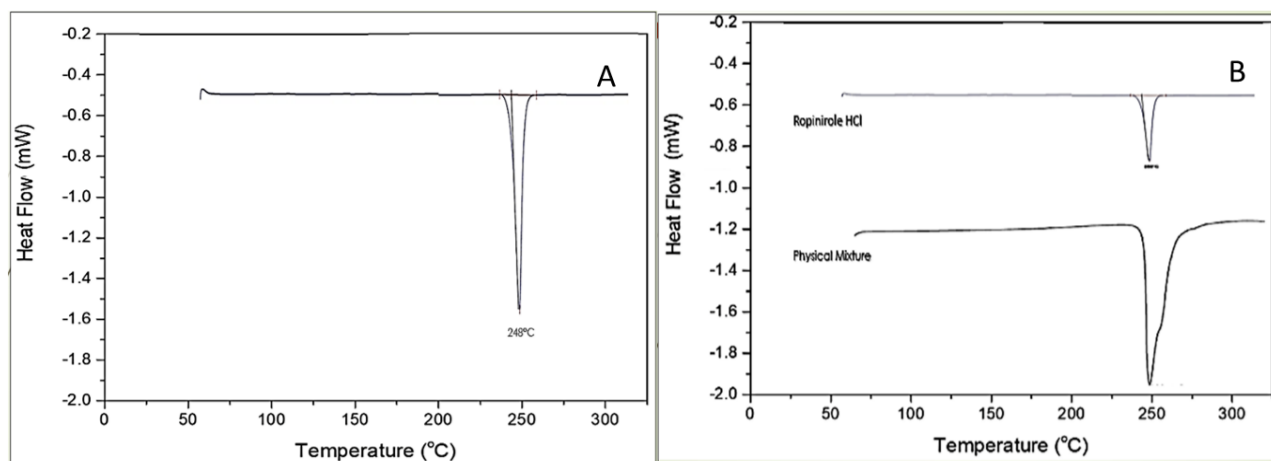 A
-0.2
-0.4
-0.6
-0.8
-1.0
-1.2
-1.4
-1.6
-1.8
-2.0
Heat Flow (mW)
248°C
0 50 100 150 200 250 300
Temperature (°C)
B
-0.2
-0.4
-0.6
-0.8
-1.0
-1.2
-1.4
-1.6
-1.8
-2.0
Heat Flow (mW)
Ropinirole HCl
Physical Mixture
0 50 100 150 200 250 300
Temperature (°C)